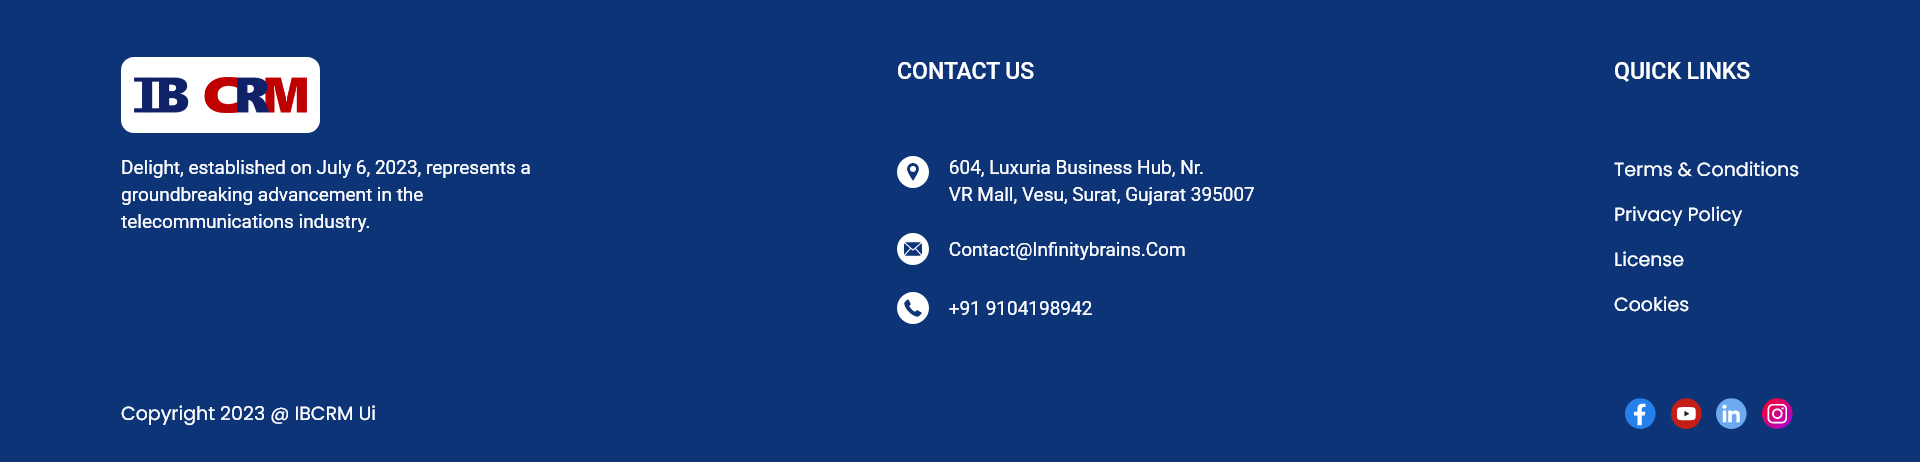 IB CRM
Delight, established on July 6, 2023, represents a
groundbreaking advancement in the
telecommunications industry.
CONTACT US
604, Luxuria Business Hub, Nr.
VR Mall, Vesu, Surat, Gujarat 395007
Contact@Infinitybrains.Com
+91 9104198942
QUICK LINKS
Terms & Conditions
Privacy Policy
License
Cookies
Copyright 2023 @ IBCRM Ui
f
in